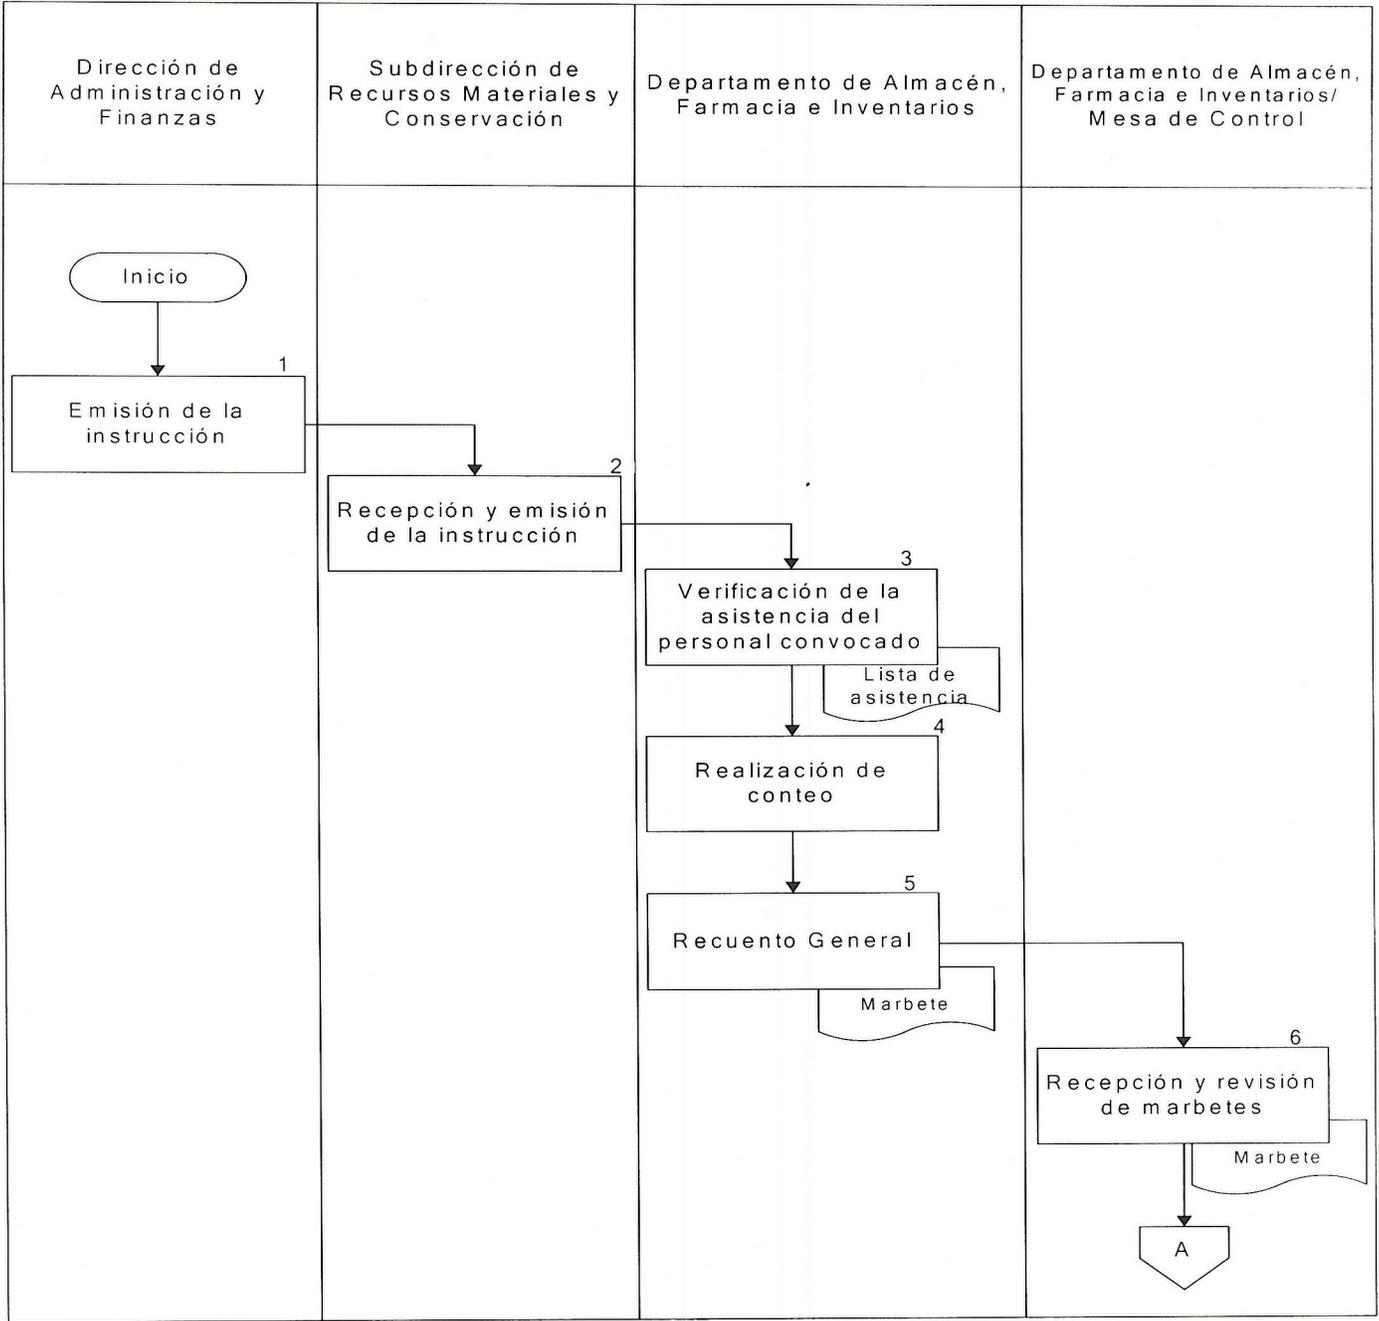 Dirección de
Administración y
Finanzas
Subdirección de
Recursos Materiales y
Conservación
Departamento de Almacén,
Farmacia e Inventarios
Departamento de Almacén,
Farmacia e Inventarios/
Mesa de Control
Inicio
1
Emisión de la
instrucción
2
Recepción y emisión
de la instrucción
3
Verificación de la
asistencia del
personal convocado
Lista de
asistencia
4
Realización de
conteo
5
Recuento General
Marbete
6
Recepción y revisión
de marbetes
Marbete
A